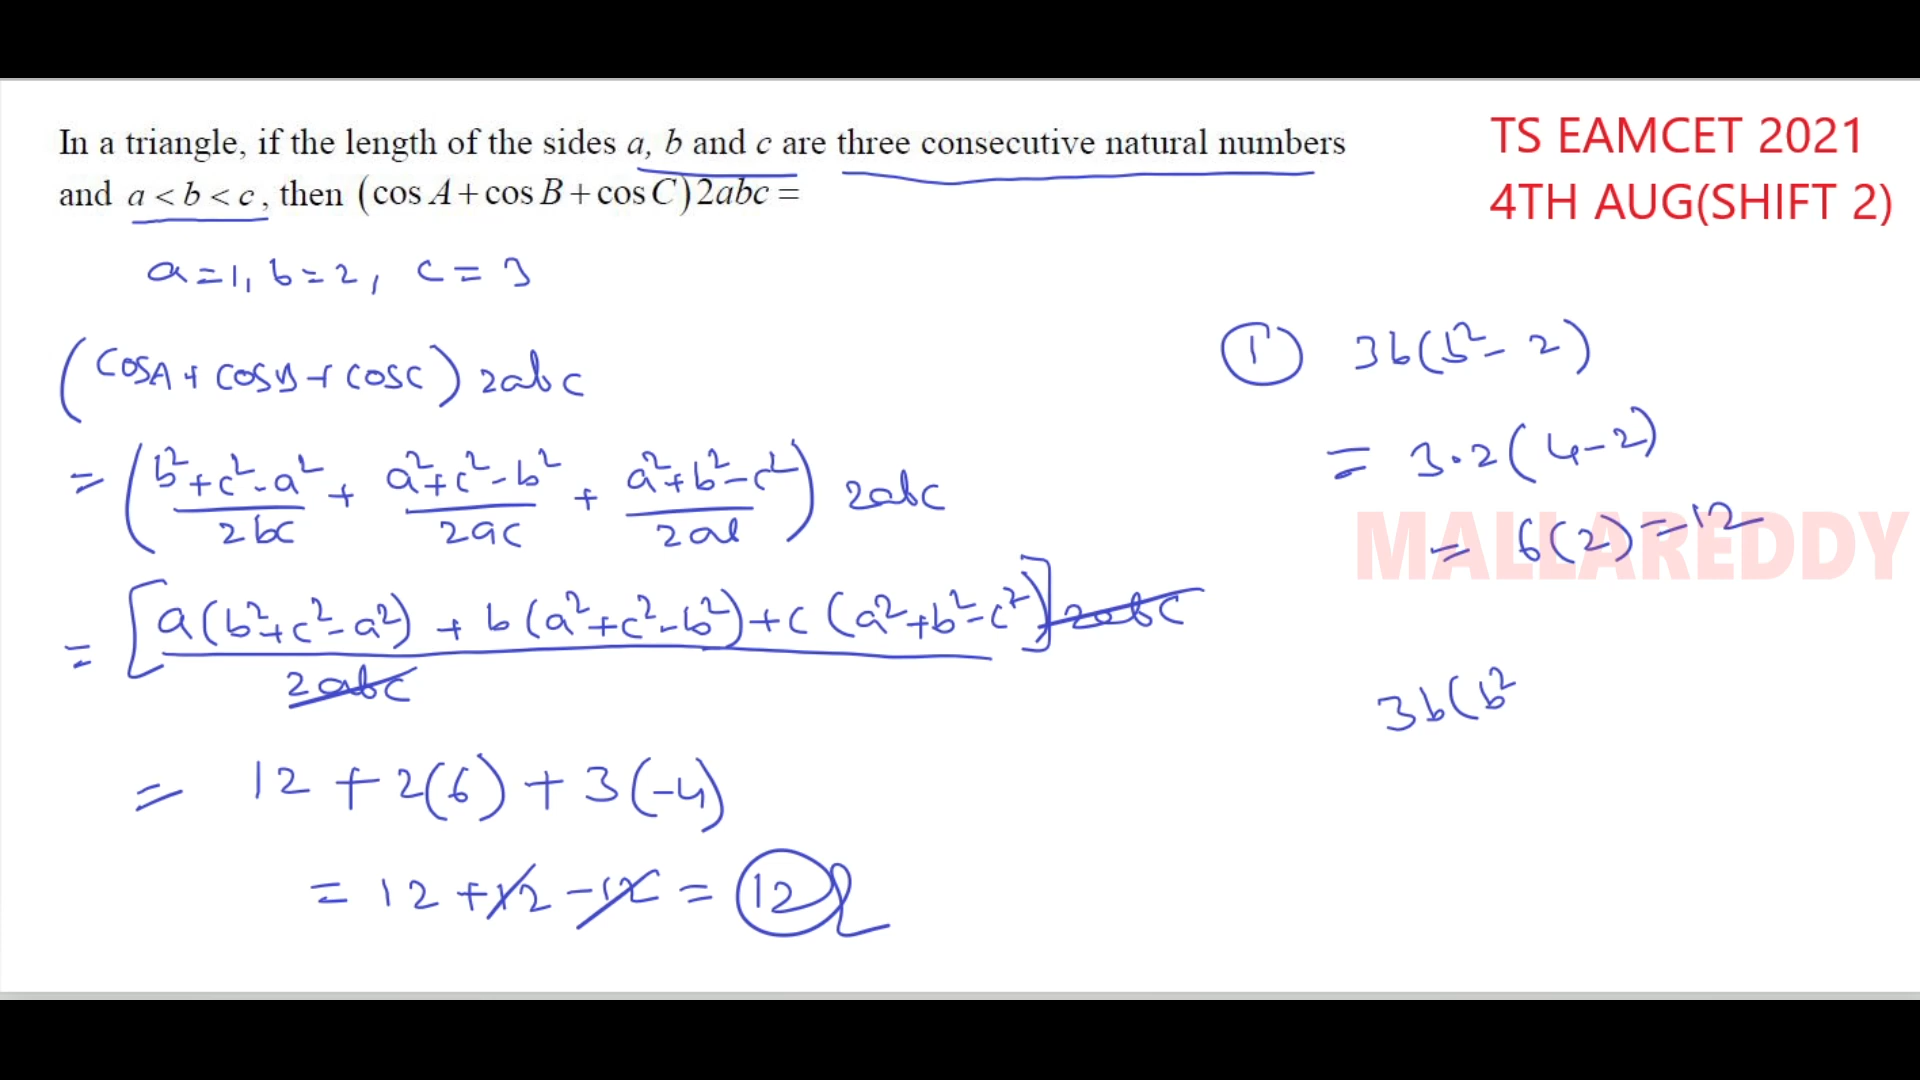 In a triangle, if the length of the sides a, b and c are three consecutive natural numbers
and a < b < c, then (cos A + cos B + cos C)2abc =
TS EAMCET 2021
4TH AUG(SHIFT 2)
a = 1, b = 2, c = 3
(cosA + cosB + cosC) 2abc
= (b²+c²-a²/2bc + a²+c²-b²/2ac + a²+b²-c²/2ab) 2abc
= [a(b²+c²-a²) + b(a²+c²-b²) + c(a²+b²-c²)/2abc] 2abc
= 12 + 2(6) + 3(-4)
= 12 + 12 - 12 = 12
① 3b(b²-2)
= 3·2(4-2)
= 6(2) = 12
MALLAREDDY
3b(b²